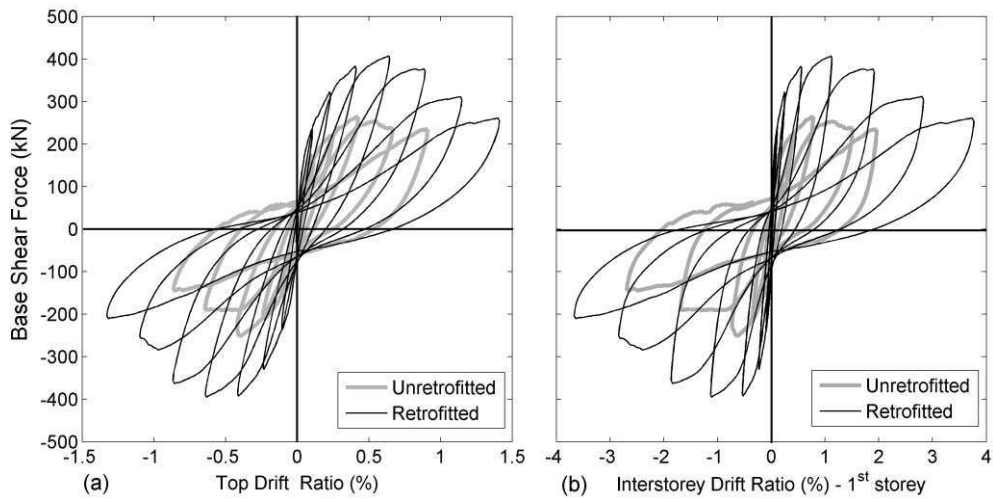 500
400
300
200
100
0
-100
-200
-300
-400
-500
Base Shear Force (kN)
Unretrofitted
Retrofitted
-1.5 -1 -0.5 0 0.5 1 1.5
(a) Top Drift Ratio (%)
Unretrofitted
Retrofitted
-4 -3 -2 -1 0 1 2 3 4
(b) Interstorey Drift Ratio (%) - 1st storey